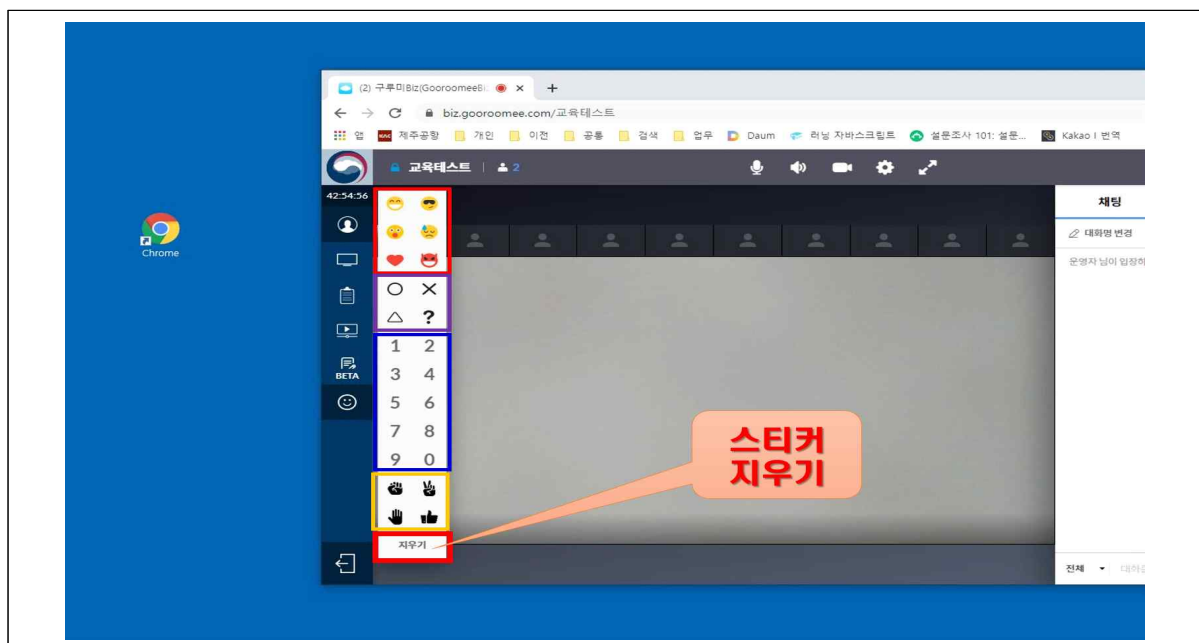 (2) 구루미Biz(GooroomeeBi
biz.gooroomee.com/교육테스트
앱 제주공항 개인 이전 공통 검색 업무 Daum 러닝 자바스크립트 설문조사 101: 설문... Kakao I 번역
교육테스트 2
42:54:56
채팅
대화명 변경
Chrome
운영자 님이 입장하
?
1 2
3 4
BETA
5 6
7 8
9 0
스티커
지우기
지우기
전체